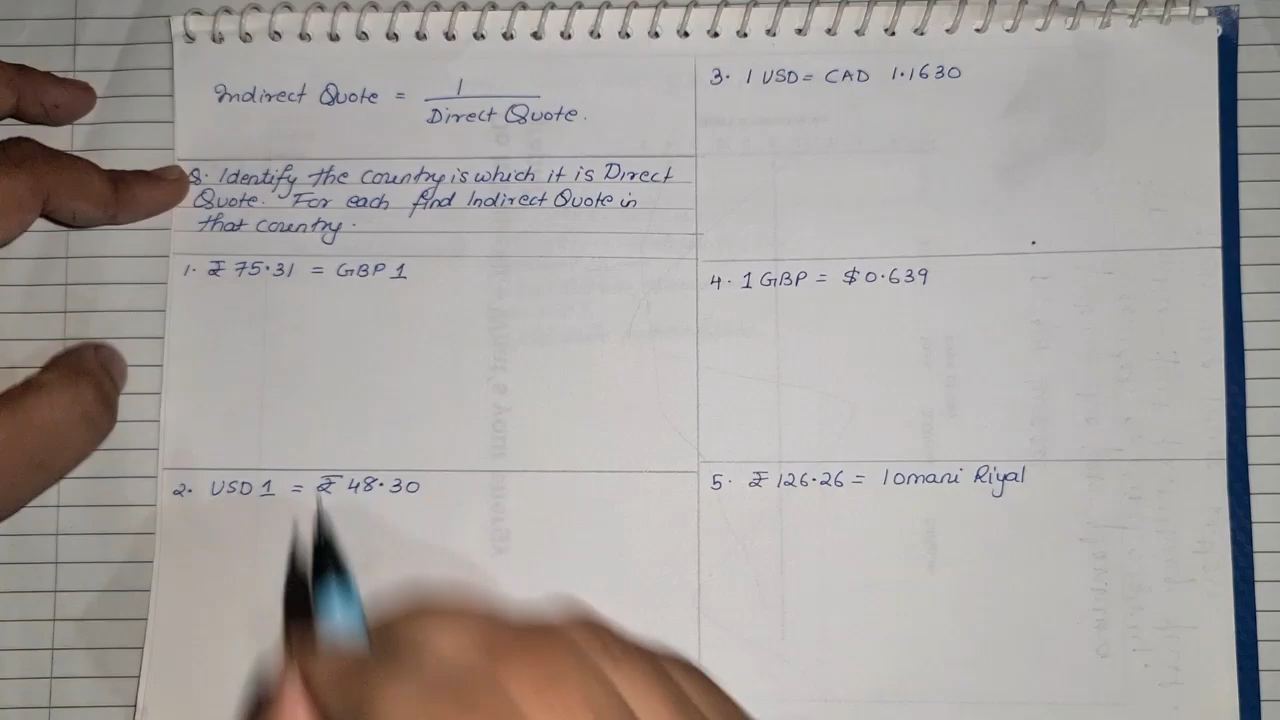 Indirect Quote = 1
Direct Quote.
Q. Identify the country is which it is Direct
Quote. For each find Indirect Quote in
that country.
1. ₹ 75.31 = GBP 1
2. USD 1 = ₹ 48.30
3. 1 USD = CAD 1.1630
4. 1 GBP = $ 0.639
5. ₹ 126.26 = 1 Omani Riyal